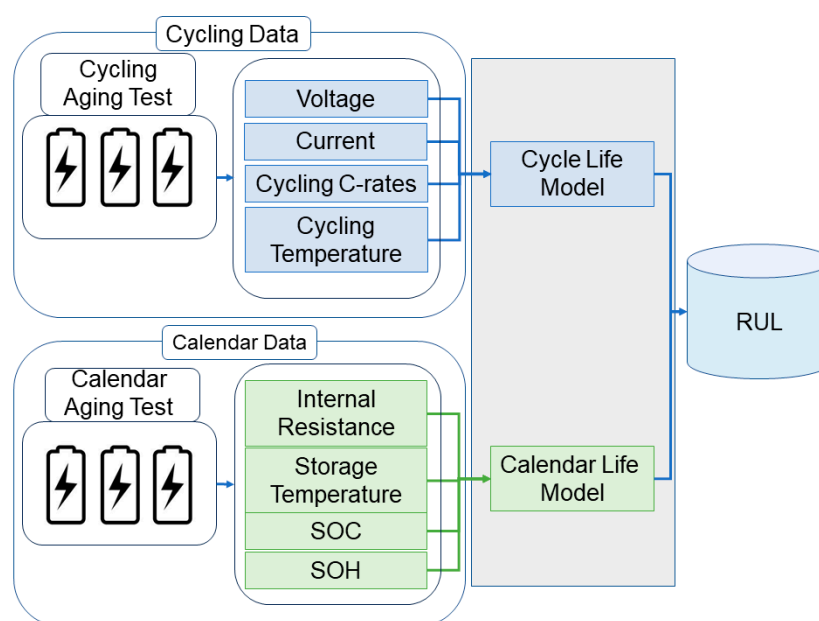 Cycling Data
Cycling
Aging Test
Voltage
Current
Cycling C-rates
Cycling
Temperature
Cycle Life
Model
RUL
Calendar Data
Calendar
Aging Test
Internal
Resistance
Storage
Temperature
SOC
SOH
Calendar Life
Model